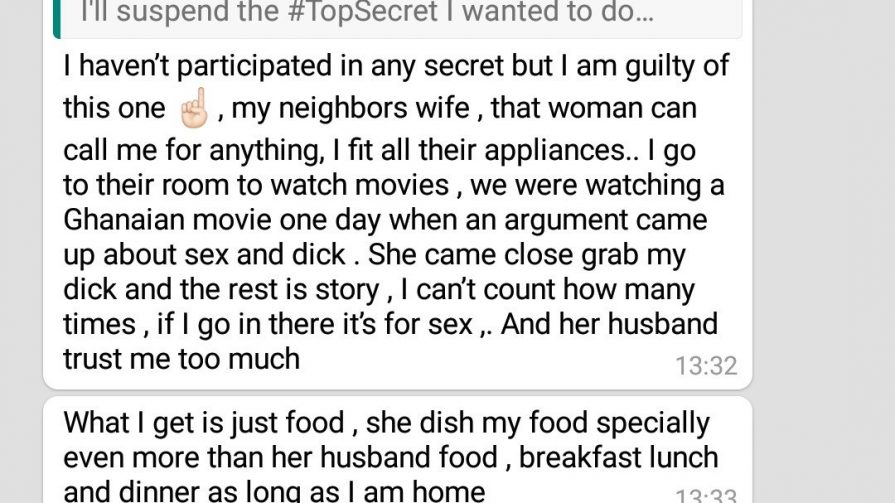 I'll suspend the #TopSecret I wanted to do...
I haven't participated in any secret but I am guilty of
this one ☝🏻 , my neighbors wife , that woman can
call me for anything, I fit all their appliances.. I go
to their room to watch movies , we were watching a
Ghanaian movie one day when an argument came
up about sex and dick . She came close grab my
dick and the rest is story , I can't count how many
times , if I go in there it's for sex ,. And her husband
trust me too much
13:32
What I get is just food , she dish my food specially
even more than her husband food , breakfast lunch
and dinner as long as I am home
13:33